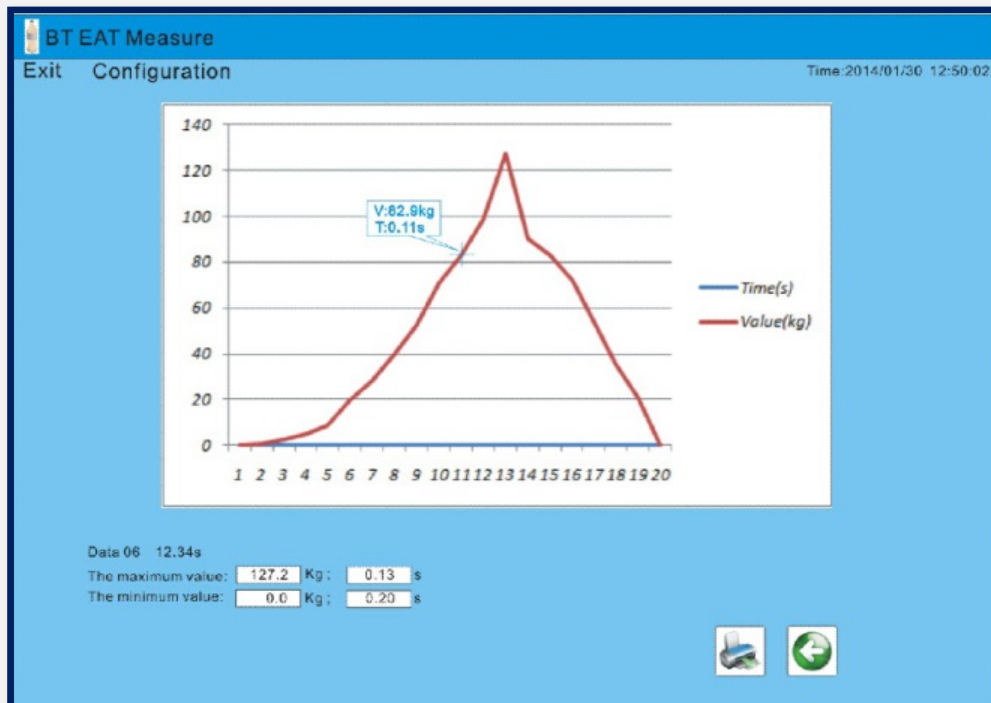 BT EAT Measure
Exit Configuration
Time:2014/01/30 12:50:02
140
120
100
80
60
40
20
0
V:82.9kg
T:0.11s
Time(s)
Value(kg)
1 2 3 4 5 6 7 8 9 10 11 12 13 14 15 16 17 18 19 20
Data 06 12.34s
The maximum value: 127.2 Kg; 0.13 s
The minimum value: 0.0 Kg; 0.20 s